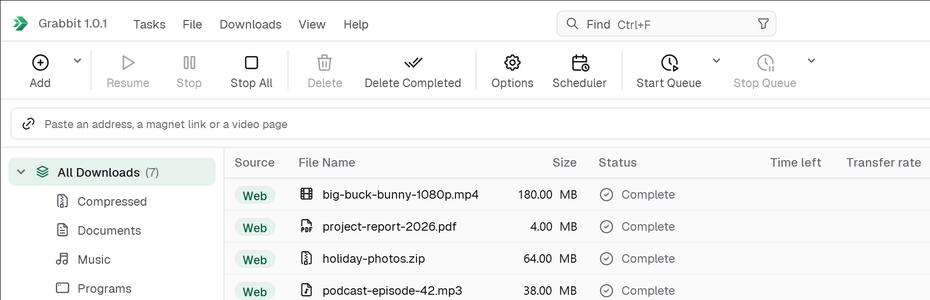 Grabbit 1.0.1 Tasks File Downloads View Help Find Ctrl+F
Add Resume Stop Stop All Delete Delete Completed Options Scheduler Start Queue Stop Queue
Paste an address, a magnet link or a video page
Source File Name Size Status Time left Transfer rate
All Downloads (7)
Compressed
Documents
Music
Programs
Web big-buck-bunny-1080p.mp4 180.00 MB Complete
PDF
Web project-report-2026.pdf 4.00 MB Complete
Web holiday-photos.zip 64.00 MB Complete
Web podcast-episode-42.mp3 38.00 MB Complete